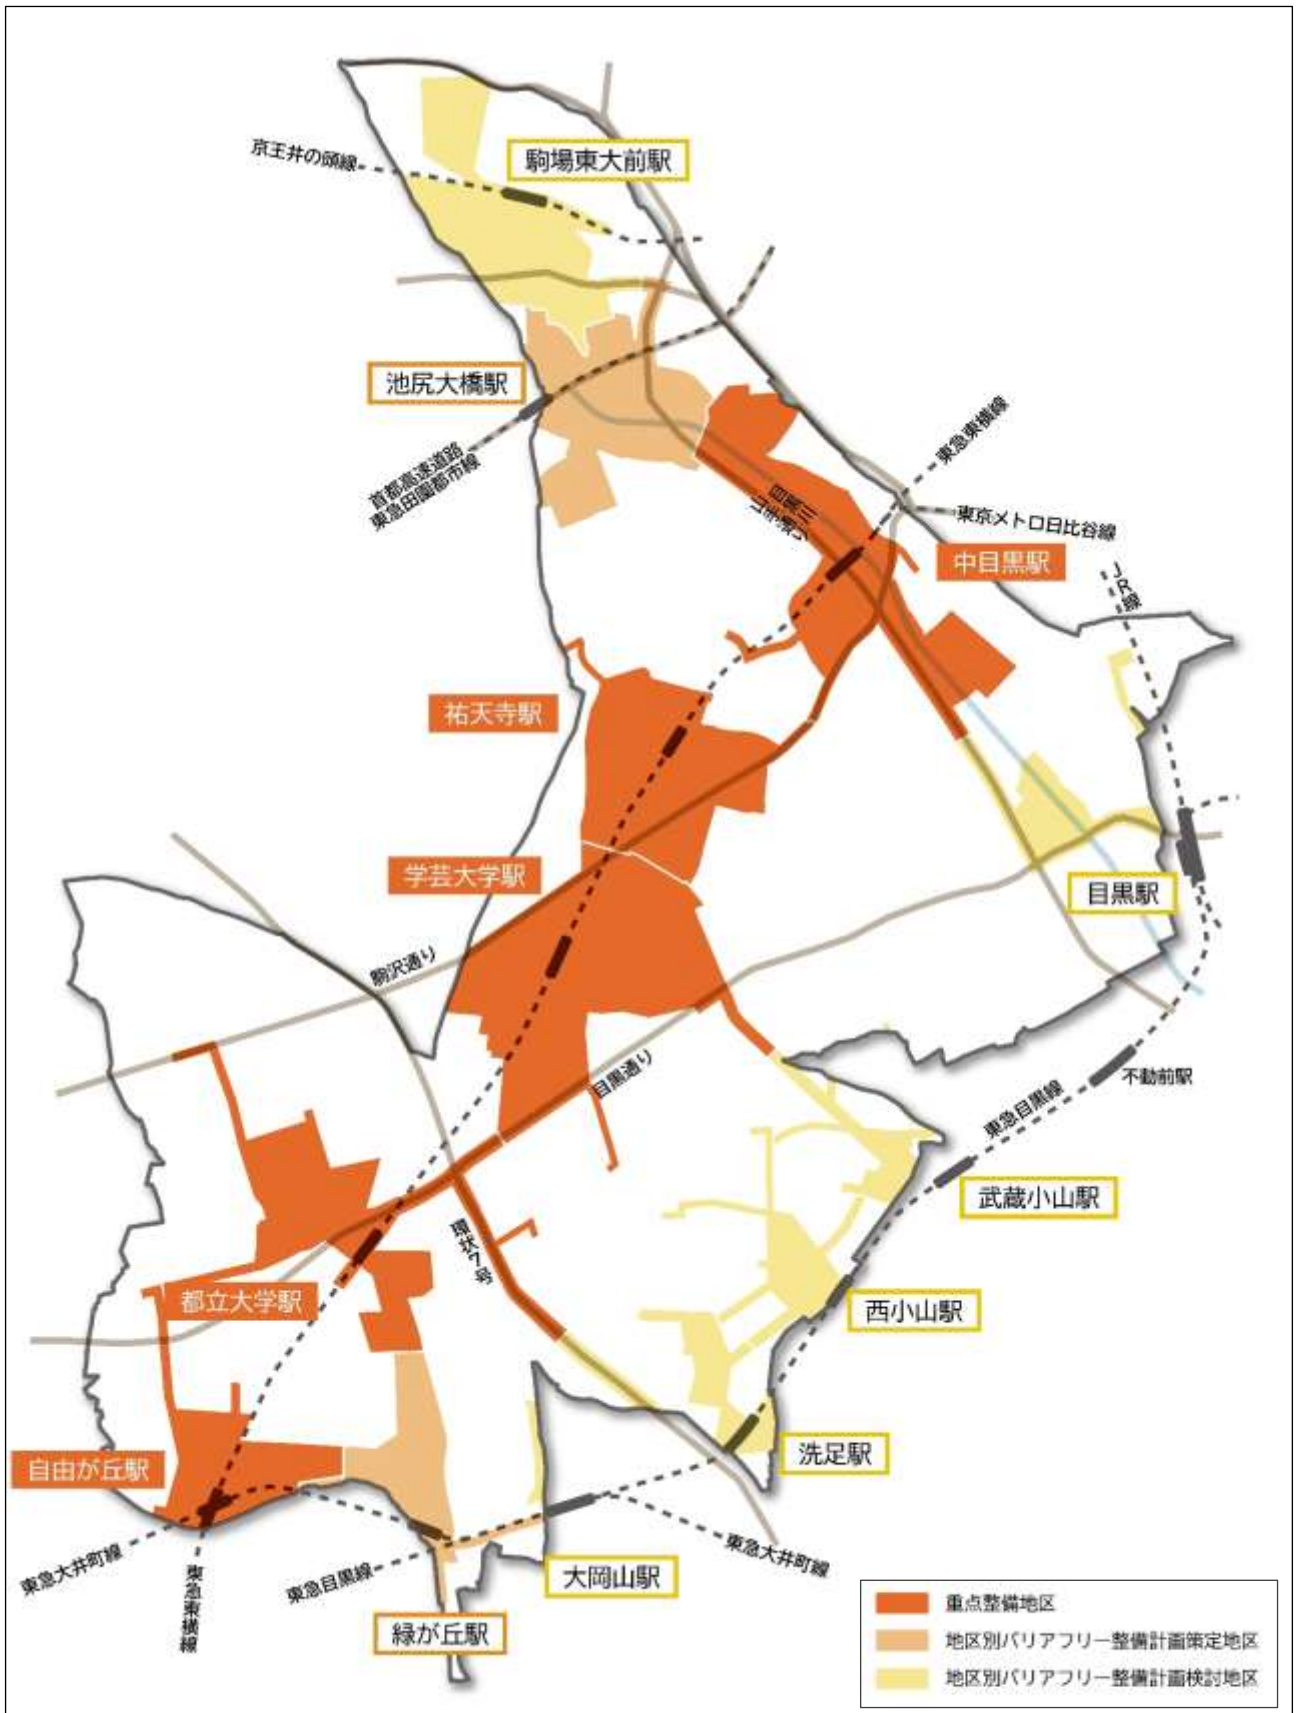 京王井の頭線
駒場東大前駅
池尻大橋駅
首都高速道路
東急田園都市線
目黒川
山手通り
東急東横線
東京メトロ日比谷線
中目黒駅
JR線
祐天寺駅
学芸大学駅
目黒駅
駒沢通り
目黒通り
不動前駅
東急目黒線
武蔵小山駅
環状7号
都立大学駅
西小山駅
自由が丘駅
洗足駅
東急大井町線
東急東横線
東急目黒線
大岡山駅
東急大井町線
緑が丘駅
重点整備地区
地区別バリアフリー整備計画策定地区
地区別バリアフリー整備計画検討地区